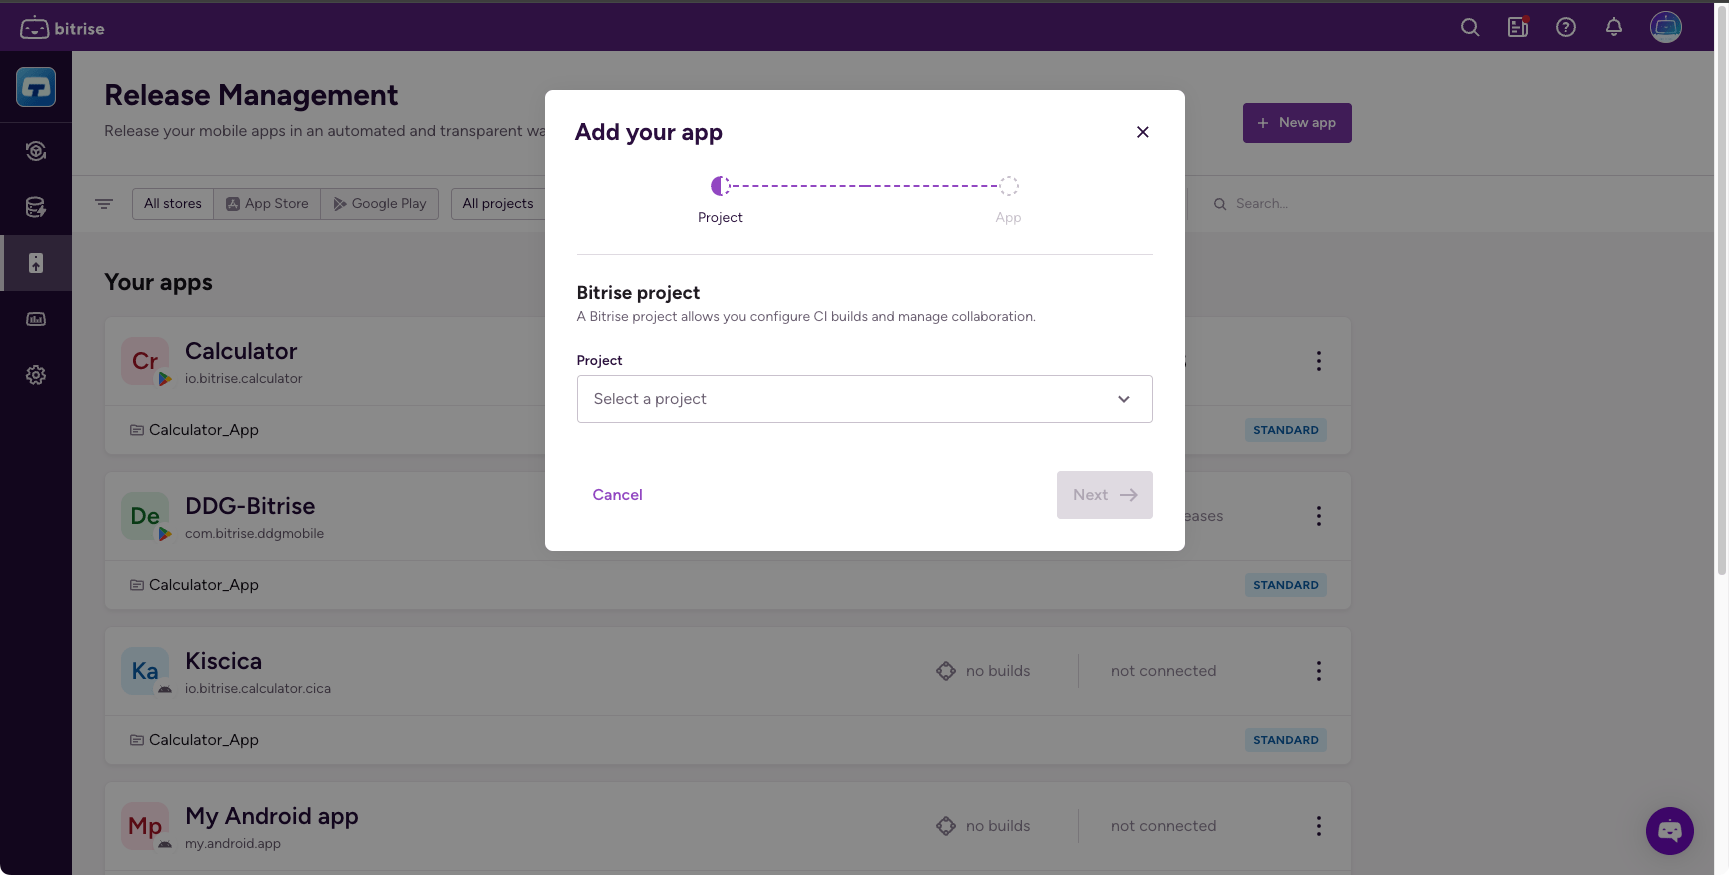 bitrise
Release Management
Release your mobile apps in an automated and transparent
+ New app
All stores
App Store
Google Play
All projects
Search...
Your apps
Cr
Calculator
io.bitrise.calculator
Calculator_App
STANDARD
De
DDG-Bitrise
com.bitrise.ddgmobile
Calculator_App
STANDARD
Ka
Kiscica
io.bitrise.calculator.cica
no builds
not connected
Calculator_App
STANDARD
Mp
My Android app
my.android.app
no builds
not connected
Add your app
Project
App
Bitrise project
A Bitrise project allows you configure CI builds and manage collaboration.
Project
Select a project
Cancel
Next